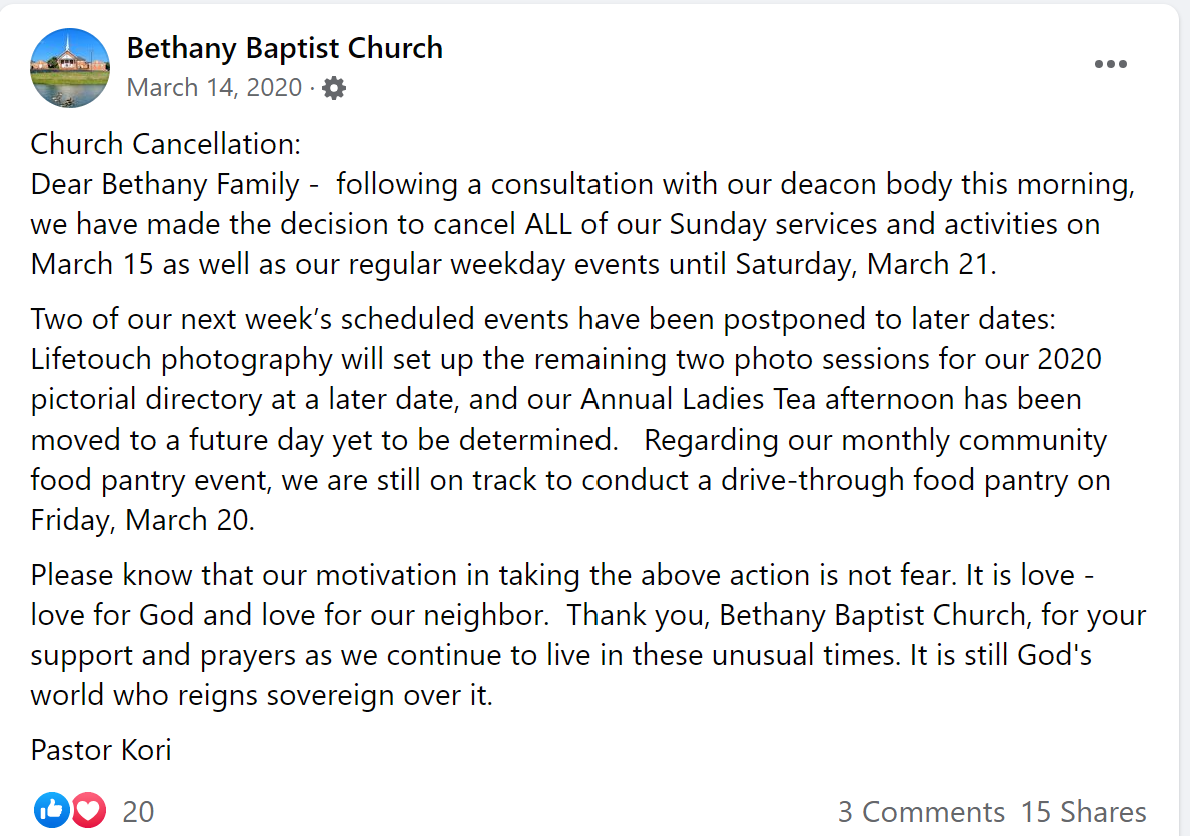 Bethany Baptist Church
March 14, 2020 ·
Church Cancellation:
Dear Bethany Family -  following a consultation with our deacon body this morning,
we have made the decision to cancel ALL of our Sunday services and activities on
March 15 as well as our regular weekday events until Saturday, March 21.
Two of our next week’s scheduled events have been postponed to later dates:
Lifetouch photography will set up the remaining two photo sessions for our 2020
pictorial directory at a later date, and our Annual Ladies Tea afternoon has been
moved to a future day yet to be determined.   Regarding our monthly community
food pantry event, we are still on track to conduct a drive-through food pantry on
Friday, March 20.
Please know that our motivation in taking the above action is not fear. It is love -
love for God and love for our neighbor.  Thank you, Bethany Baptist Church, for your
support and prayers as we continue to live in these unusual times. It is still God's
world who reigns sovereign over it.
Pastor Kori
20 3 Comments 15 Shares